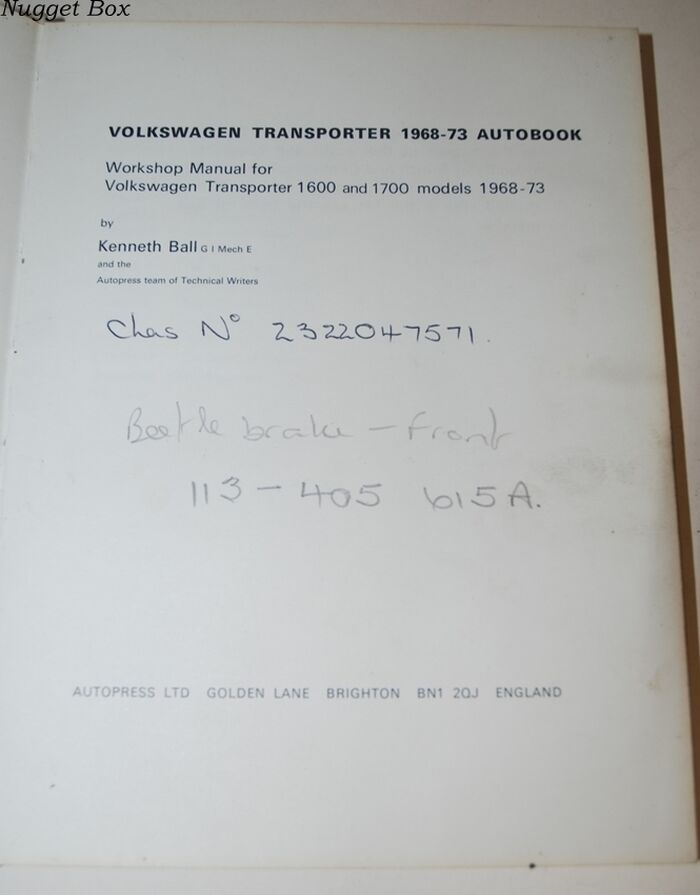 Nugget Box
VOLKSWAGEN TRANSPORTER 1968-73 AUTOBOOK
Workshop Manual for
Volkswagen Transporter 1600 and 1700 models 1968-73
by
Kenneth Ball G I Mech E
and the
Autopress team of Technical Writers
Chas Nº 2322047571.
Beetle brake - front
113 - 405 615A.
AUTOPRESS LTD GOLDEN LANE BRIGHTON BN1 2QJ ENGLAND